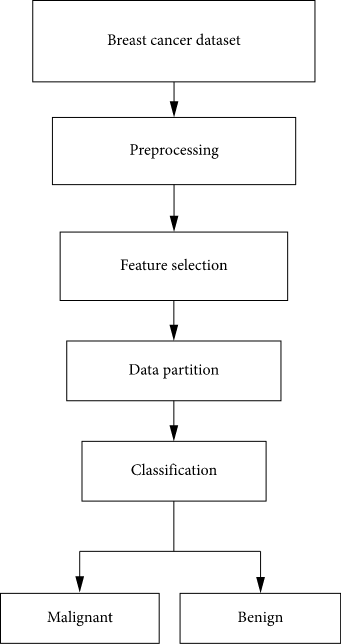 Breast cancer dataset
Preprocessing
Feature selection
Data partition
Classification
Malignant
Benign